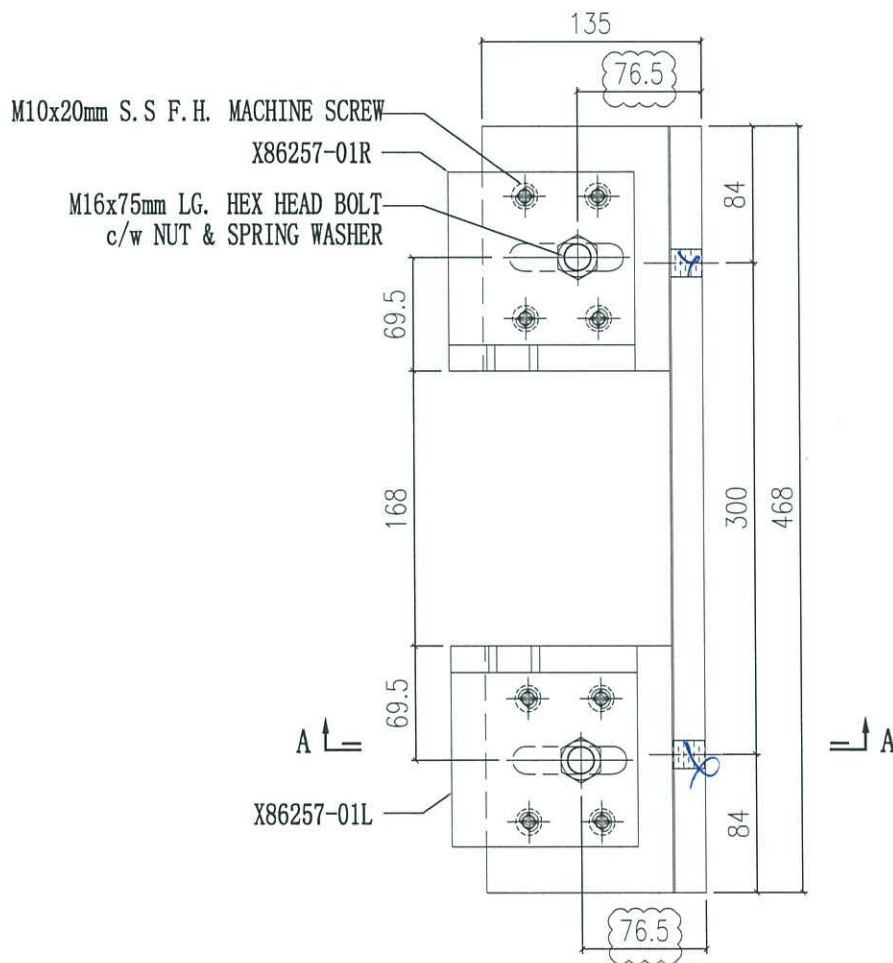 135
76.5
M10x20mm S.S F.H. MACHINE SCREW
X86257-01R
M16x75mm LG. HEX HEAD BOLT
c/w NUT & SPRING WASHER
84
69.5
168
300
468
69.5
A
A
X86257-01L
84
76.5